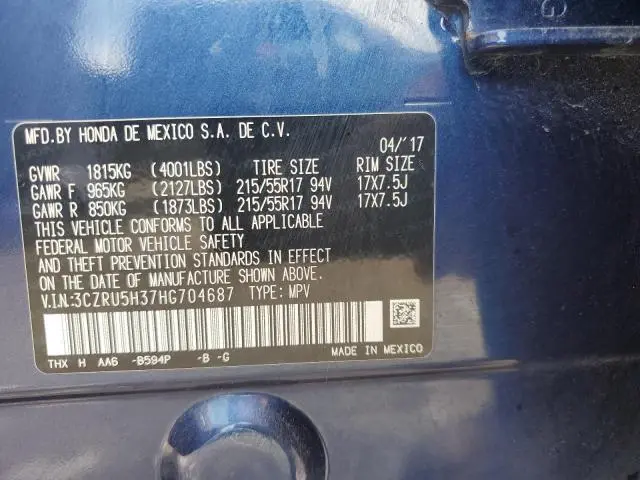 G
MFD.BY HONDA DE MEXICO S.A. DE C.V.
04/'17
GVWR 1815KG (4001LBS) TIRE SIZE RIM SIZE
GAWR F 965KG (2127LBS) 215/55R17 94V 17X7.5J
GAWR R 850KG (1873LBS) 215/55R17 94V 17X7.5J
THIS VEHICLE CONFORMS TO ALL APPLICABLE
FEDERAL MOTOR VEHICLE SAFETY
AND THEFT PREVENTION STANDARDS IN EFFECT
ON THE DATE OF MANUFACTURE SHOWN ABOVE.
V.I.N.:3CZRU5H37HG704687 TYPE: MPV
THX H AA6 -B594P -B -G MADE IN MEXICO